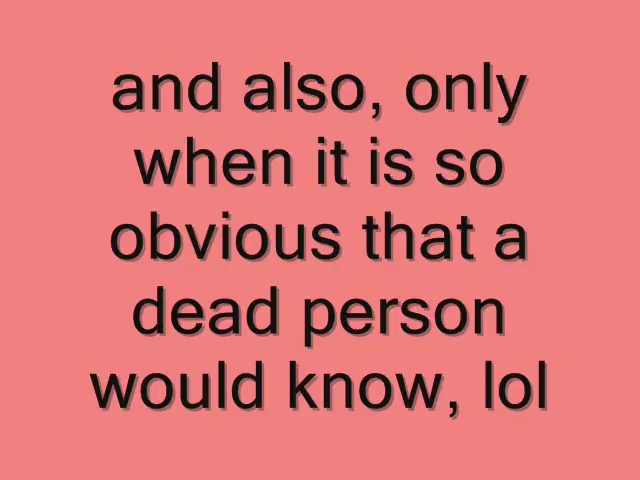 and also, only
when it is so
obvious that a
dead person
would know, lol